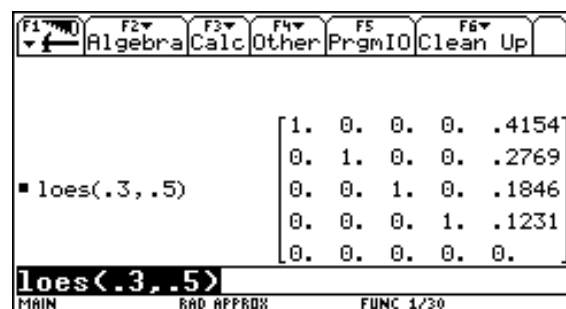 F1 F2 F3 F4 F5 F6
Algebra Calc Other PrgmIO Clean Up
1. 0. 0. 0. .4154
0. 1. 0. 0. .2769
loes(.3,.5) 0. 0. 1. 0. .1846
0. 0. 0. 1. .1231
0. 0. 0. 0. 0.
loes(.3,.5)
MAIN RAD APPROX FUNC 1/30